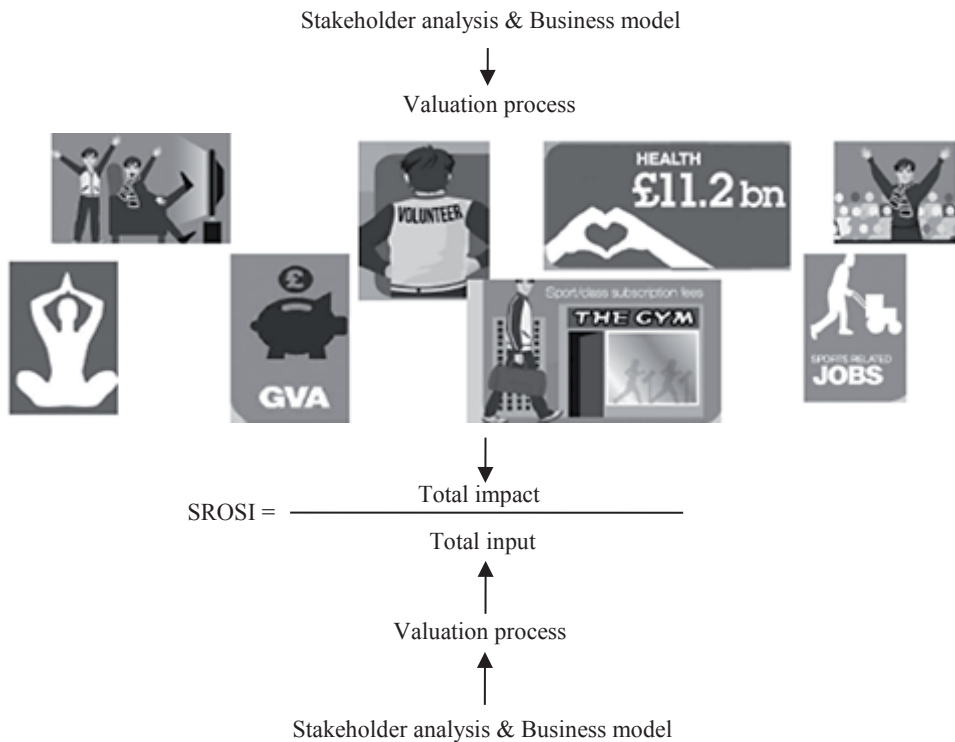 Stakeholder analysis & Business model
Valuation process
VOLUNTEER
HEALTH
£11.2bn
£
GVA
Sport/class subscription fees
THE GYM
SPORTS RELATED
JOBS
Total impact
SROSI =
Total input
Valuation process
Stakeholder analysis & Business model